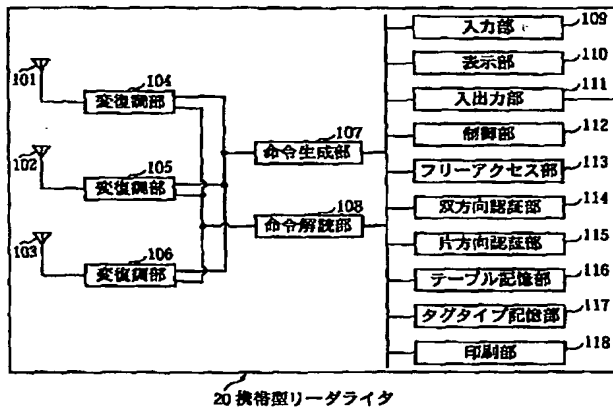 101
変復調部 104
102
変復調部 105
103
変復調部 106
命令生成部 107
命令解読部 108
入力部 109
表示部 110
入出力部 111
制御部 112
フリーアクセス部 113
双方向認証部 114
片方向認証部 115
テーブル記憶部 116
タグタイプ記憶部 117
印刷部 118
20 携帯型リーダライタ